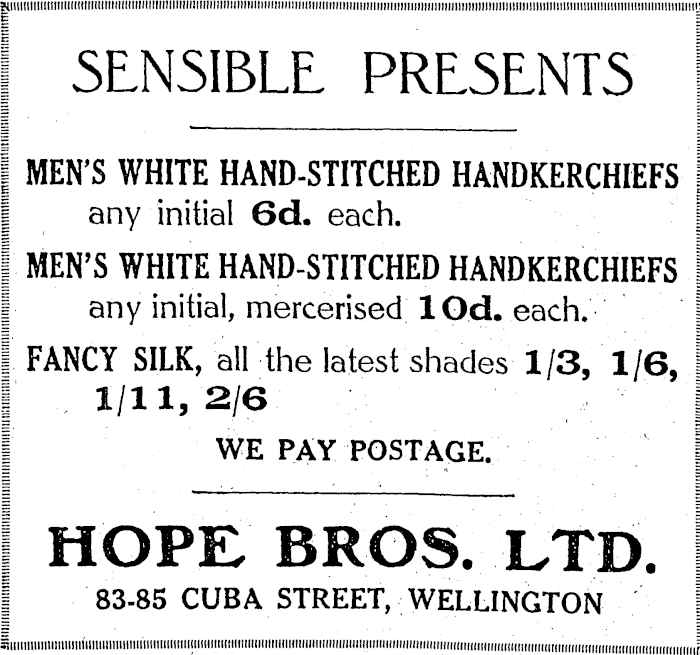 SENSIBLE PRESENTS
MEN'S WHITE HAND-STITCHED HANDKERCHIEFS
any initial 6d. each.
MEN'S WHITE HAND-STITCHED HANDKERCHIEFS
any initial, mercerised 10d. each.
FANCY SILK, all the latest shades 1/3, 1/6,
1/11, 2/6
WE PAY POSTAGE.
HOPE BROS. LTD.
83-85 CUBA STREET, WELLINGTON